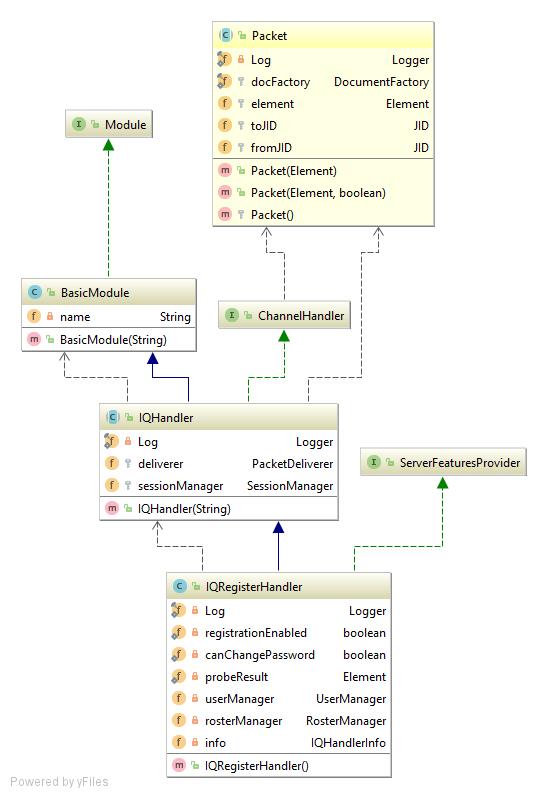 Packet
Log Logger
docFactory DocumentFactory
element Element
toJID JID
fromJID JID
Packet(Element)
Packet(Element, boolean)
Packet()
Module
BasicModule
name String
BasicModule(String)
ChannelHandler
IQHandler
Log Logger
deliverer PacketDeliverer
sessionManager SessionManager
IQHandler(String)
ServerFeaturesProvider
IQRegisterHandler
Log Logger
registrationEnabled boolean
canChangePassword boolean
probeResult Element
userManager UserManager
rosterManager RosterManager
info IQHandlerInfo
IQRegisterHandler()
Powered by yFiles